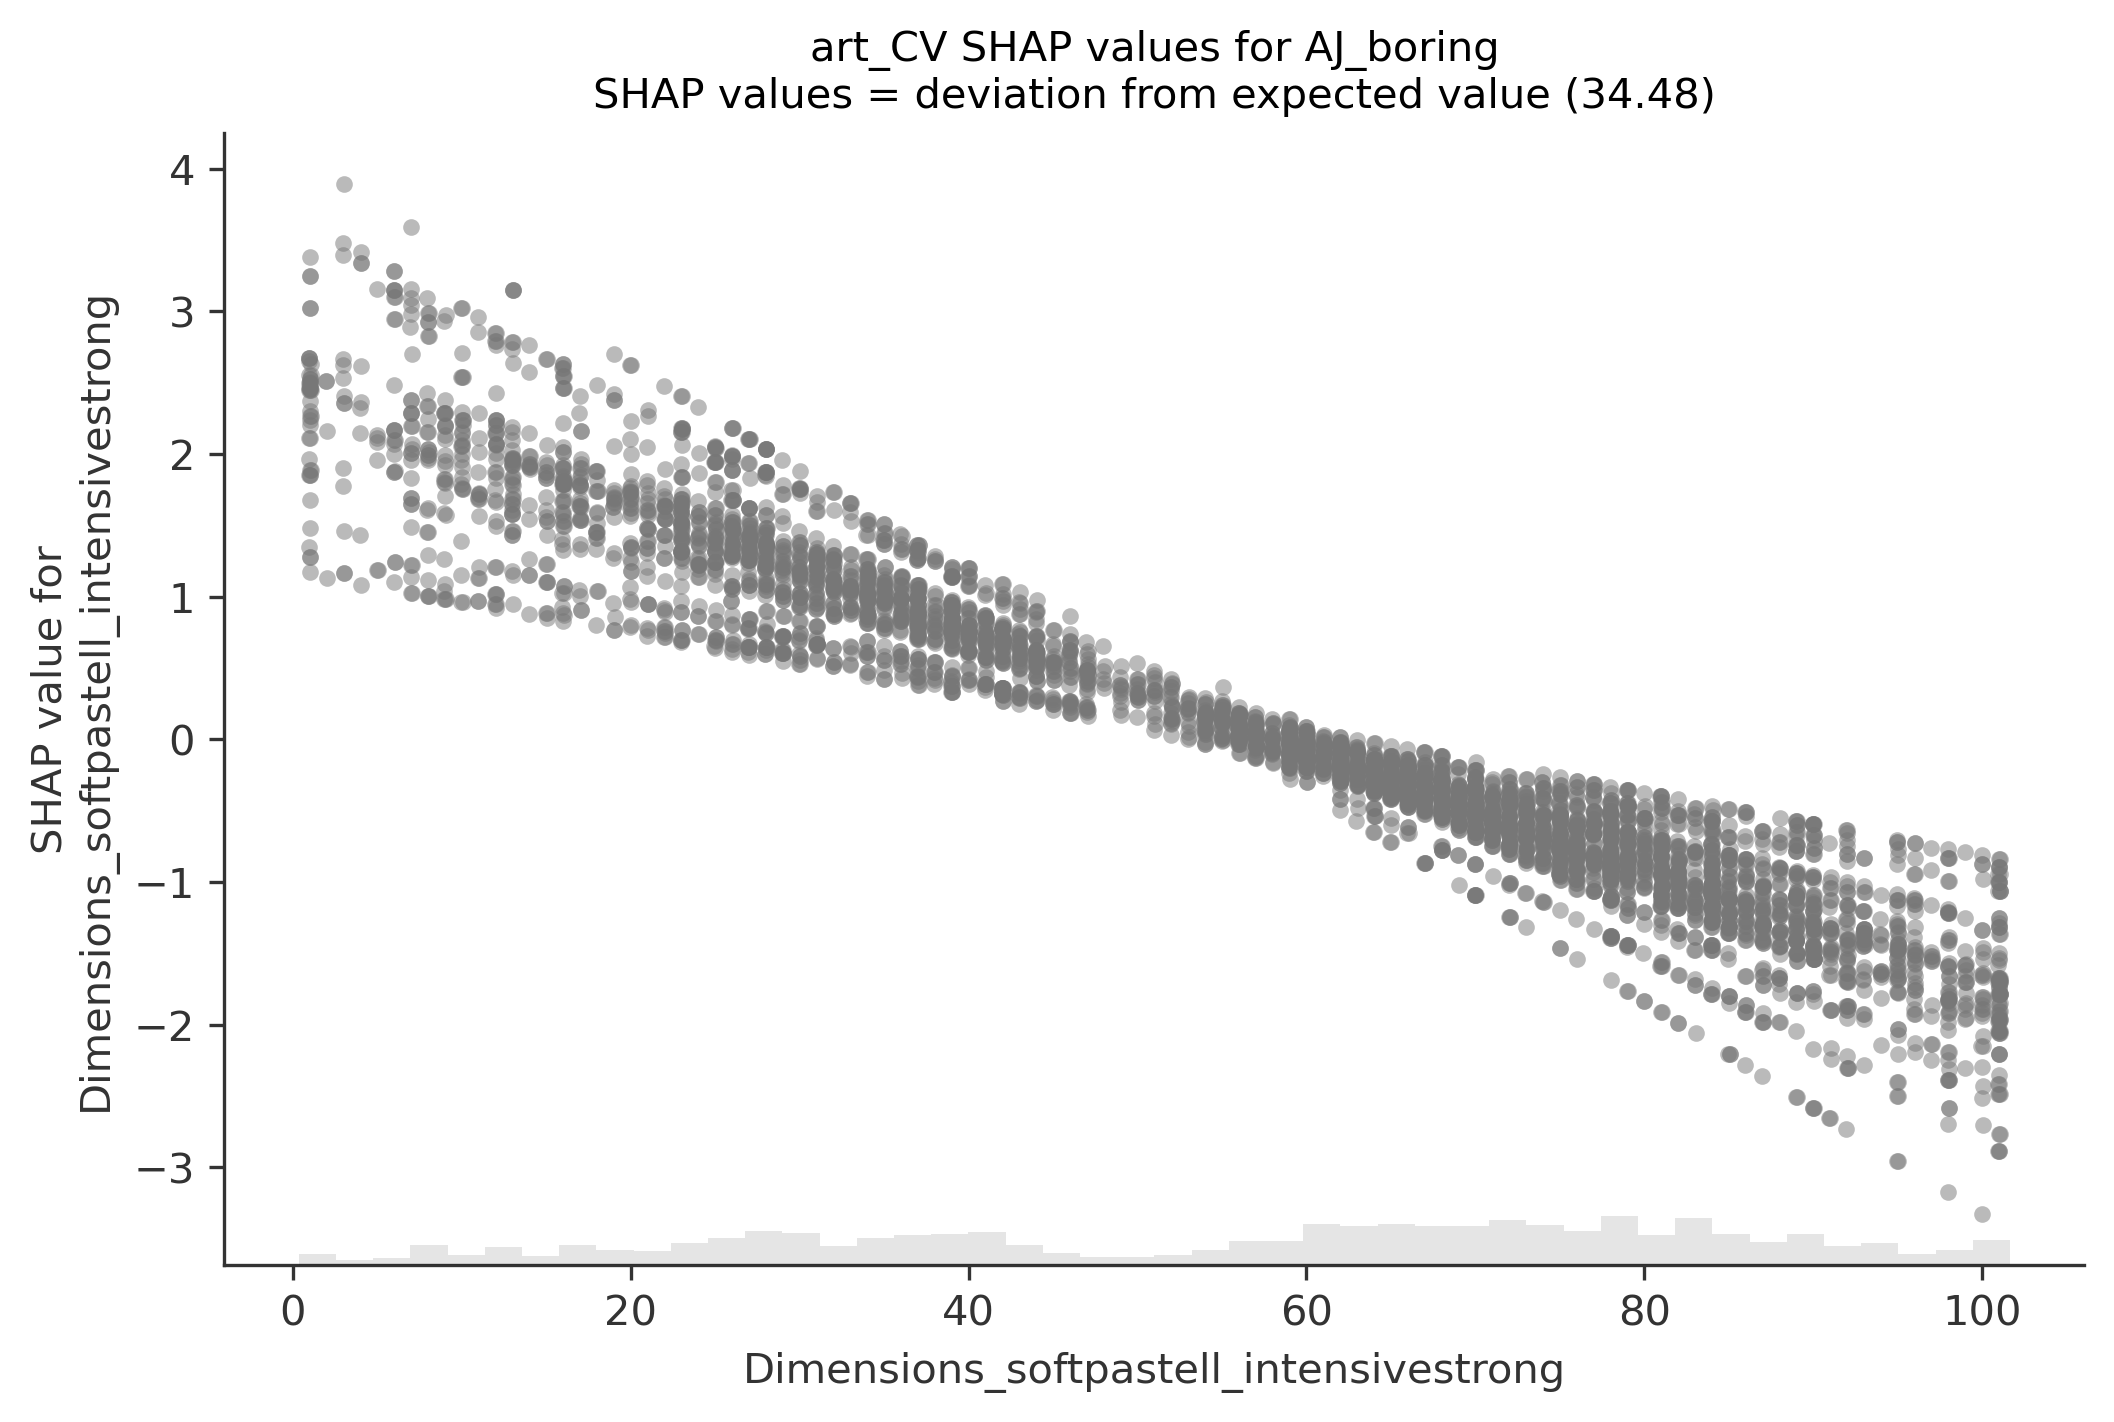 art_CV SHAP values for AJ_boring
SHAP values = deviation from expected value (34.48)
SHAP value for
Dimensions_softpastell_intensivestrong
4
3
2
1
0
−1
−2
−3
0
20
40
60
80
100
Dimensions_softpastell_intensivestrong